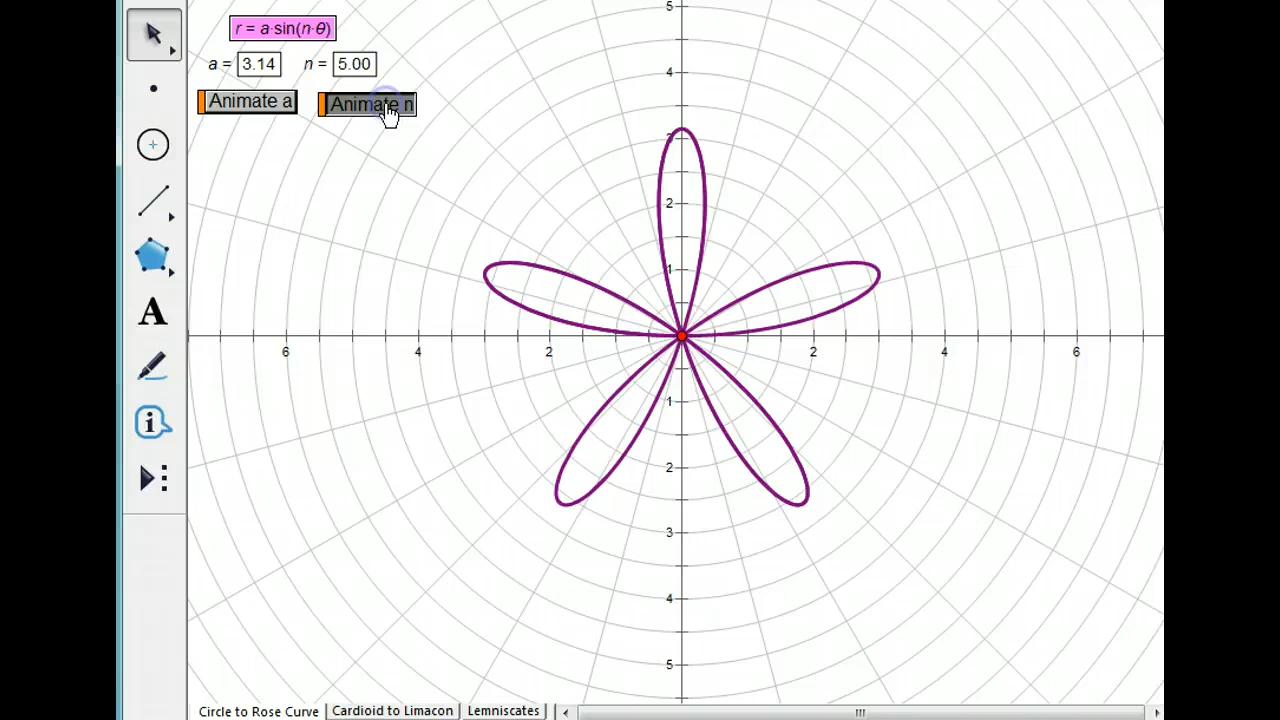 r = a·sin(n·θ)
a = 3.14 n = 5.00
Animate a Animate n
A
i
5
4
3
2
1
6 4 2 2 4 6
1
2
3
4
5
Circle to Rose Curve Cardioid to Limacon Lemniscates